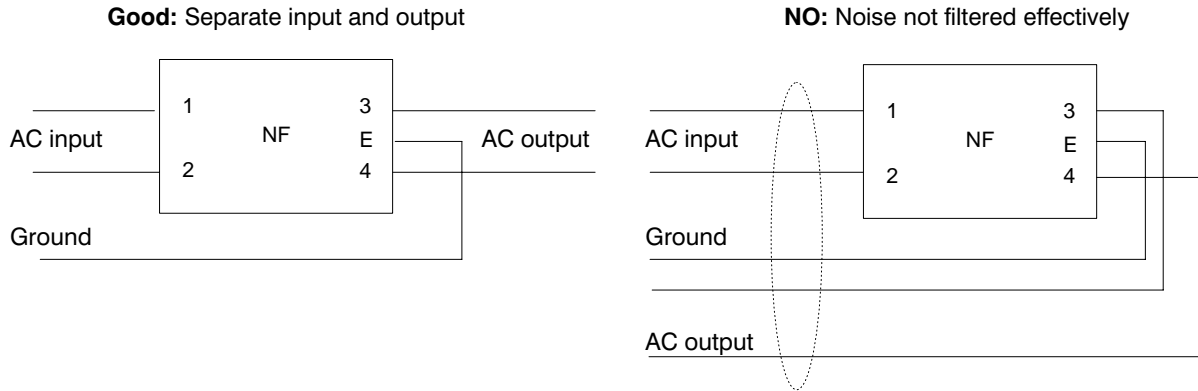 Good: Separate input and output
1
3
AC input
NF
E
AC output
2
4
Ground
NO: Noise not filtered effectively
1
3
AC input
NF
E
2
4
Ground
AC output